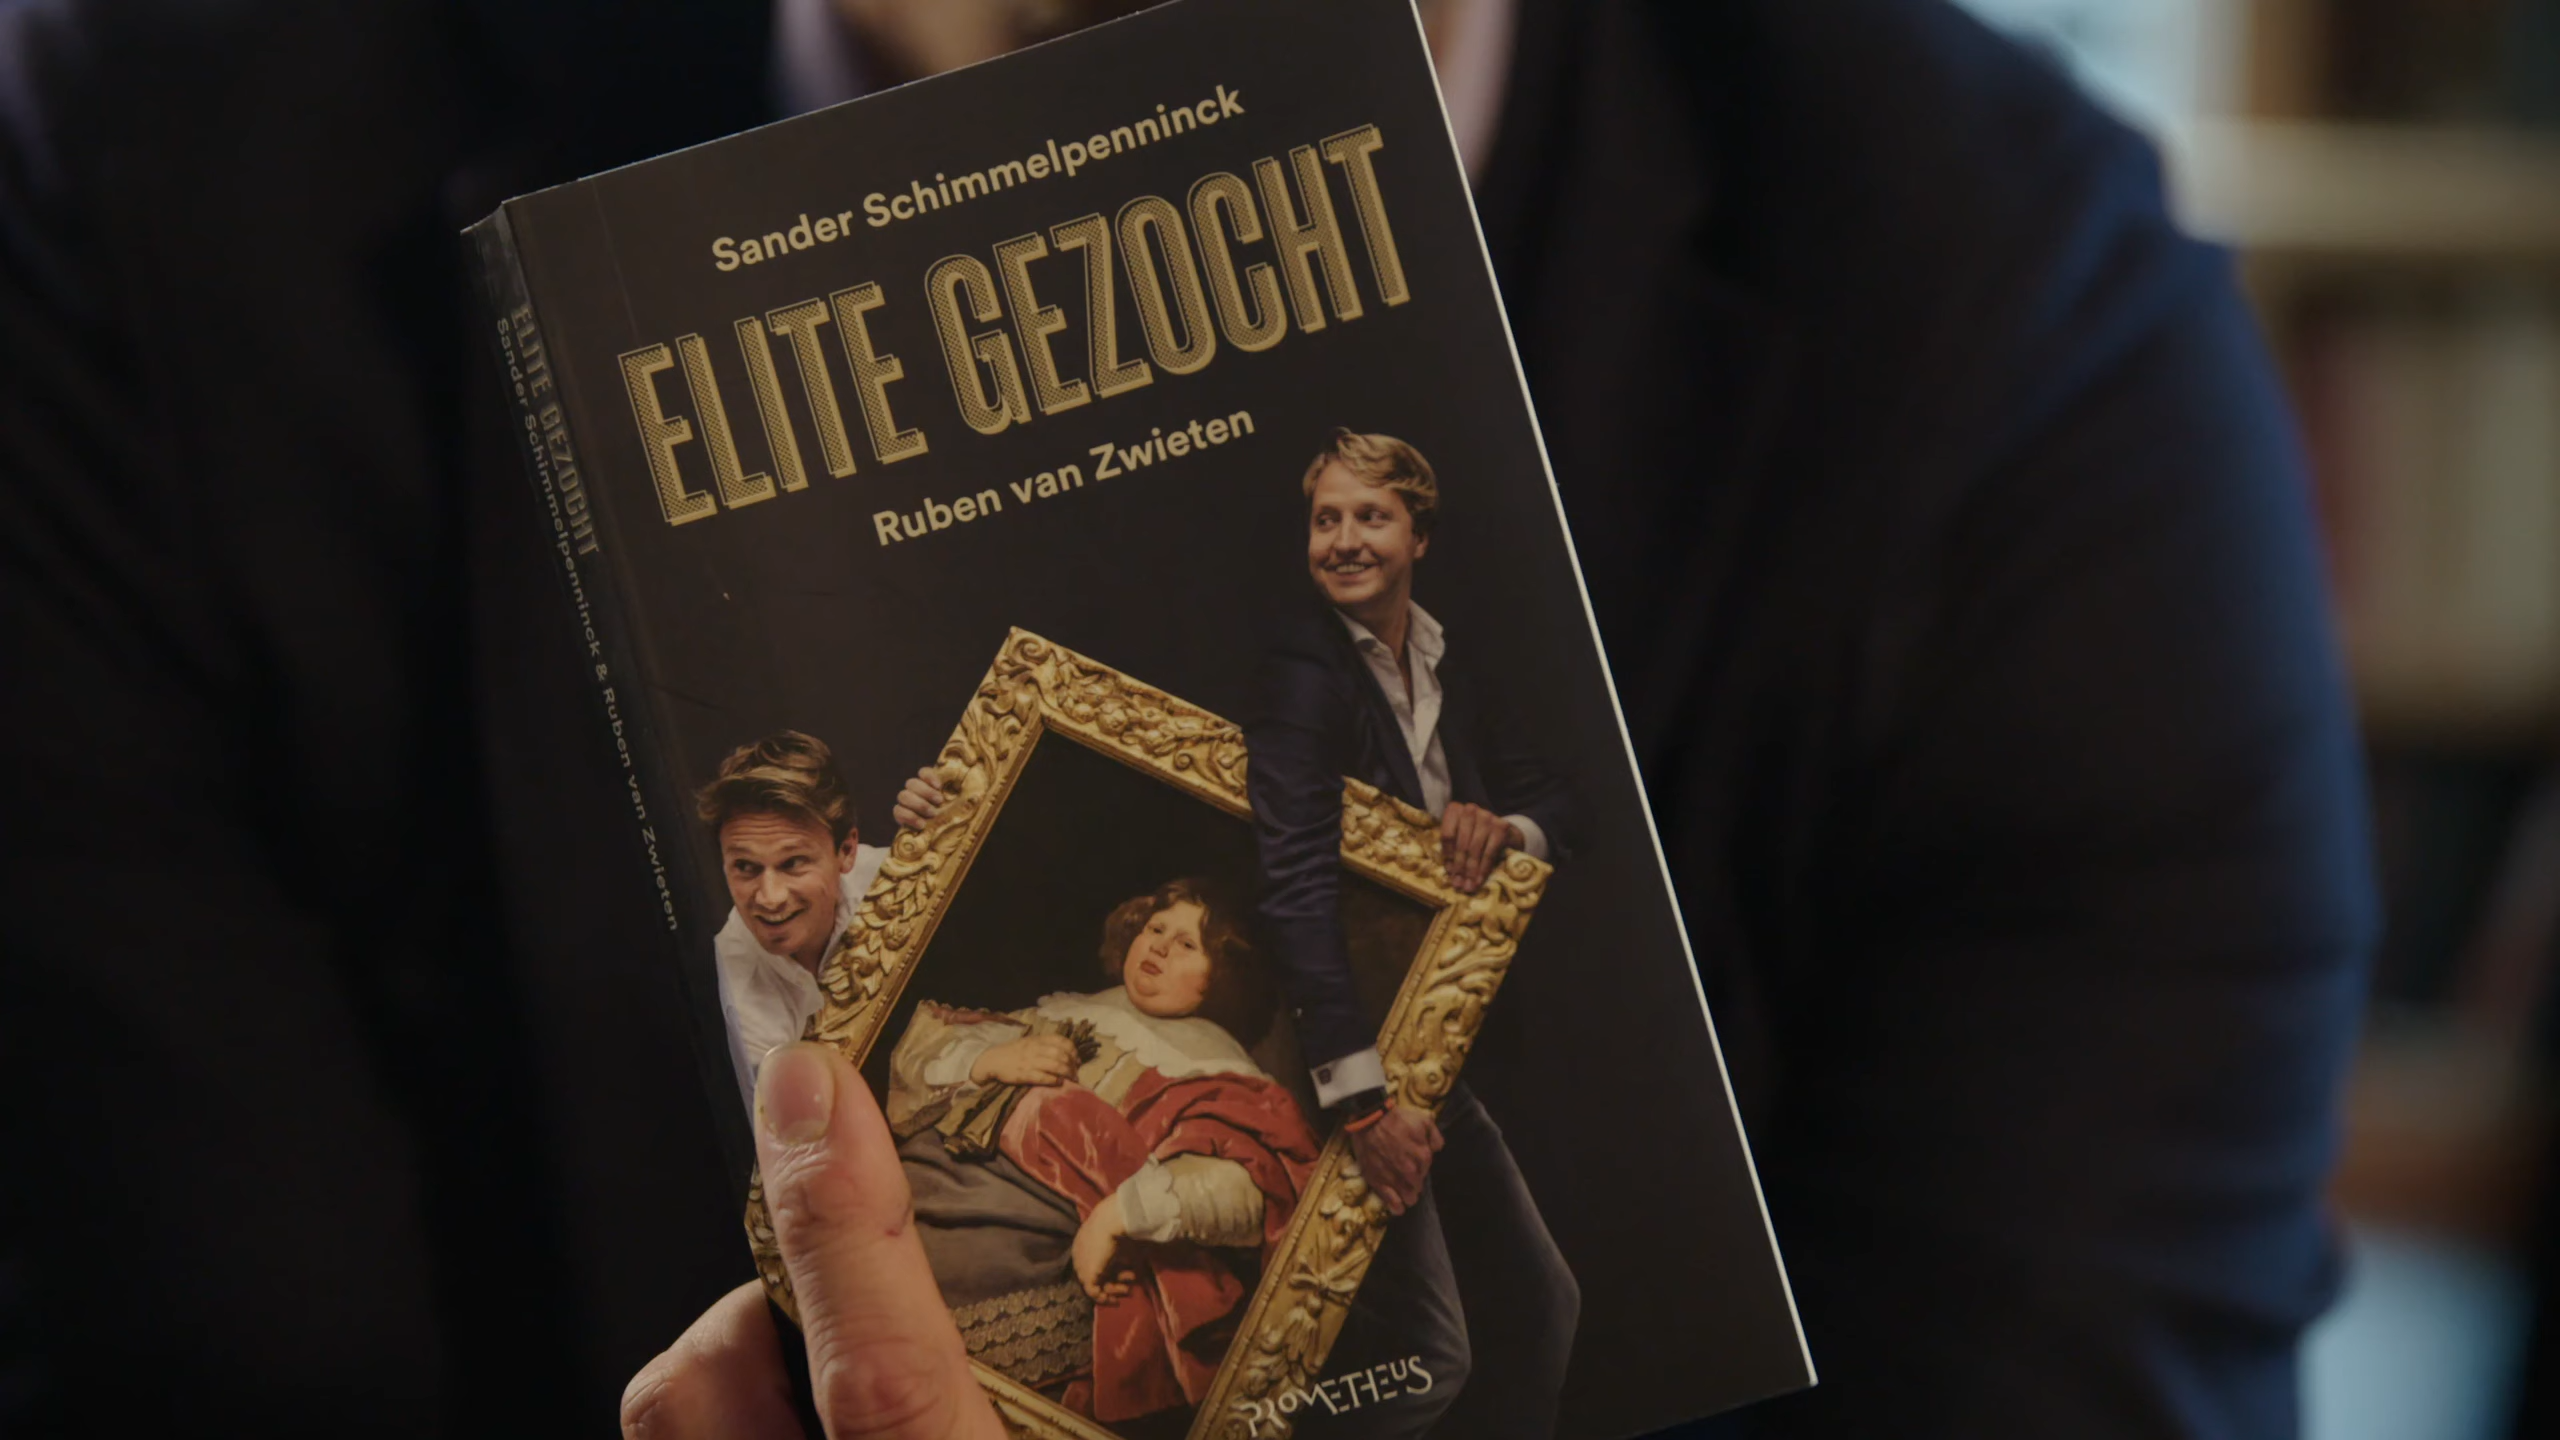 Sander Schimmelpenninck
ELITE GEZOCHT
Ruben van Zwieten
ELITE GEZOCHT
Sander Schimmelpenninck & Ruben van Zwieten
PROMETHEUS